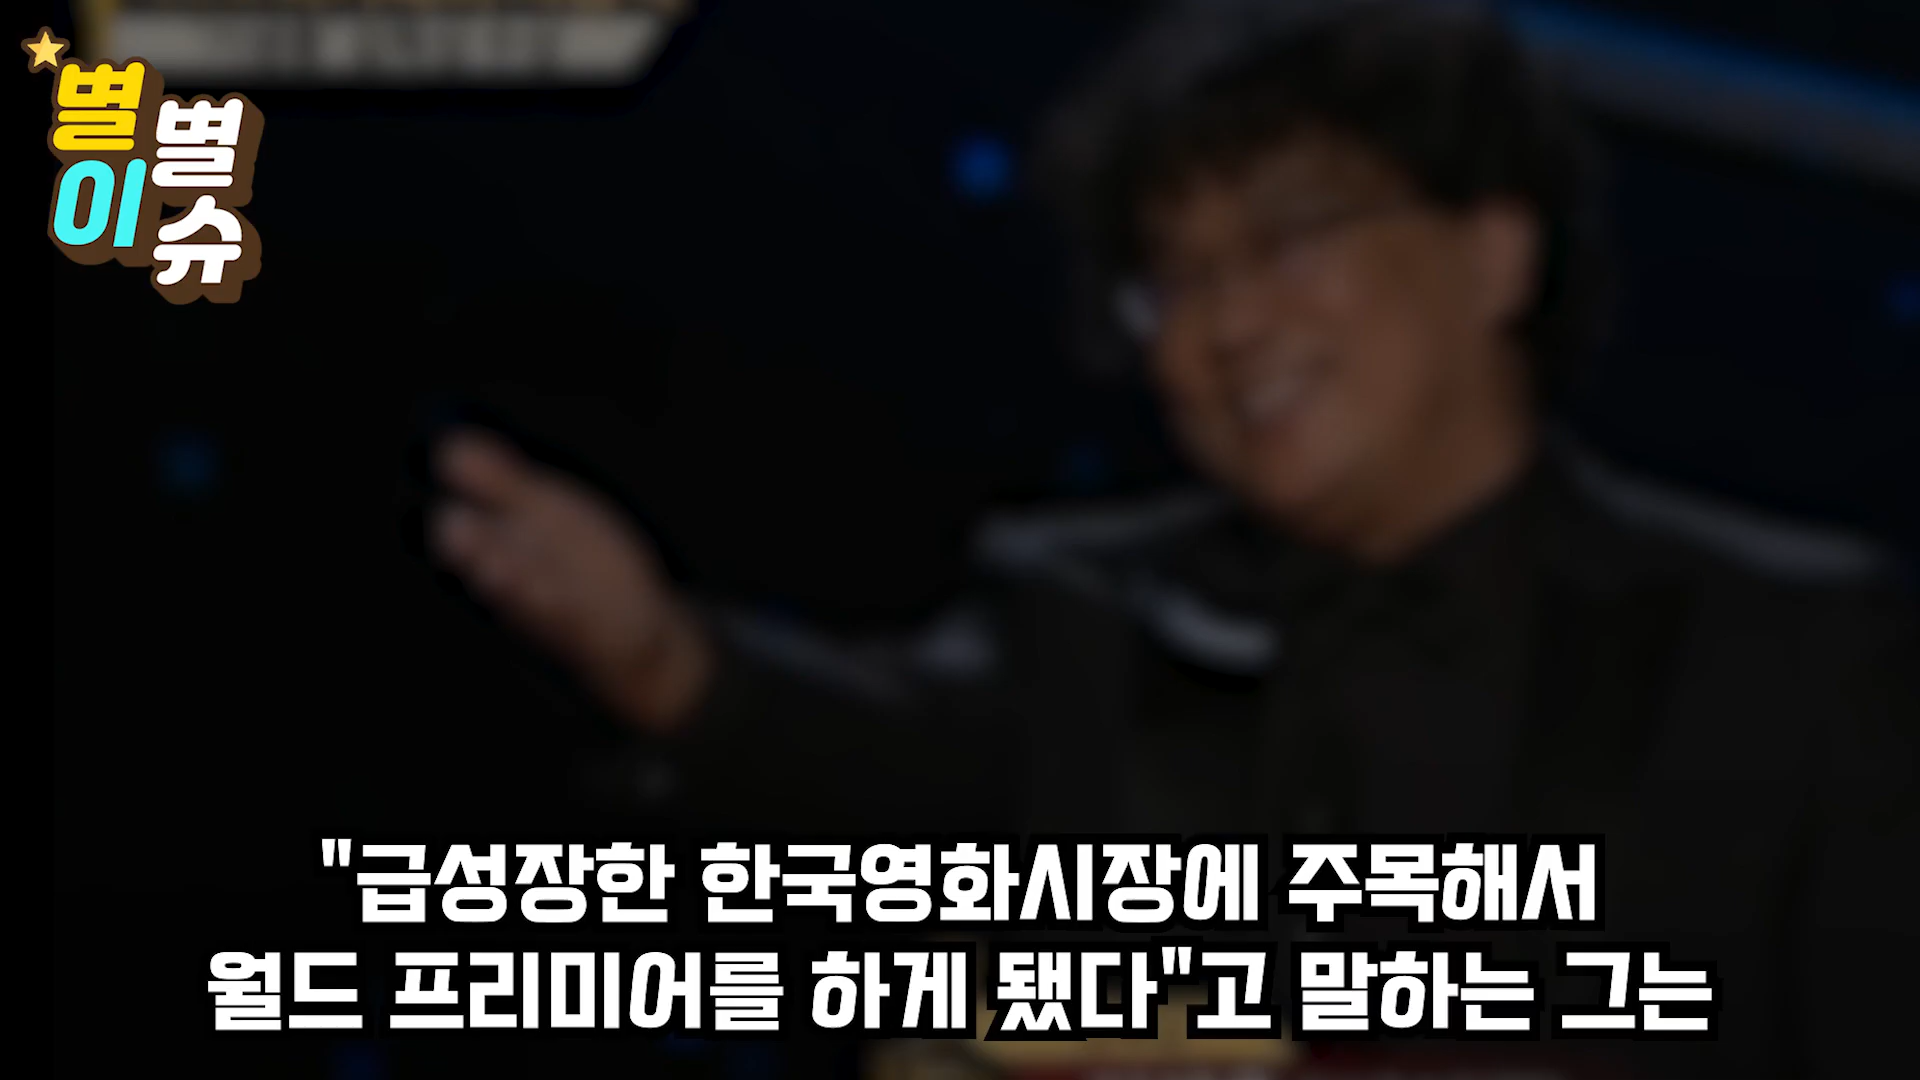 별별
이슈
"급성장한 한국영화시장에 주목해서
월드 프리미어를 하게 됐다"고 말하는 그는